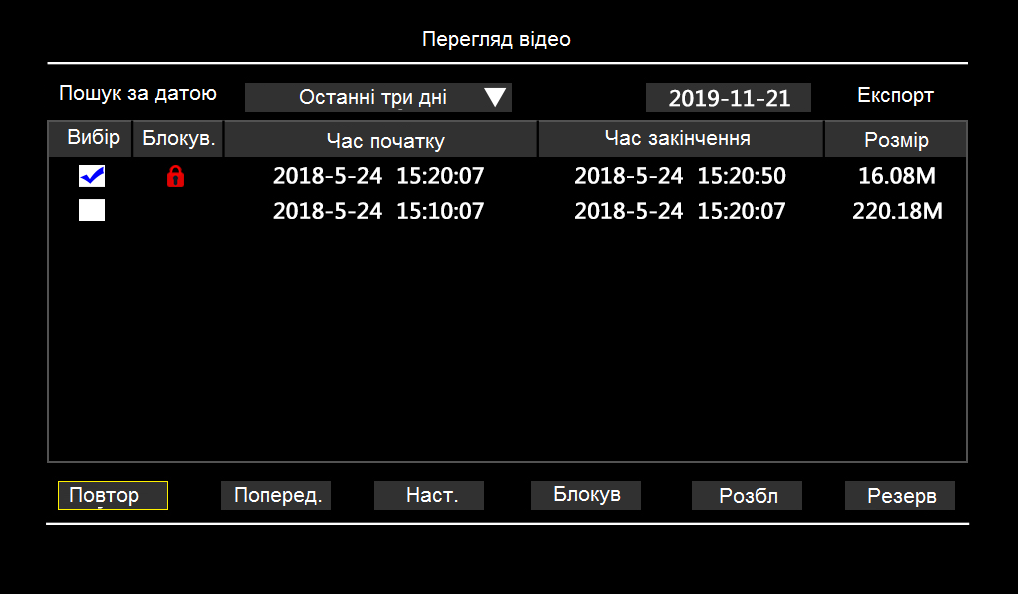 Перегляд відео
Пошук за датою Останні три дні 2019-11-21 Експорт
Вибір Блокув. Час початку Час закінчення Розмір
2018-5-24 15:20:07 2018-5-24 15:20:50 16.08M
2018-5-24 15:10:07 2018-5-24 15:20:07 220.18M
Повтор Поперед. Наст. Блокув Розбл Резерв